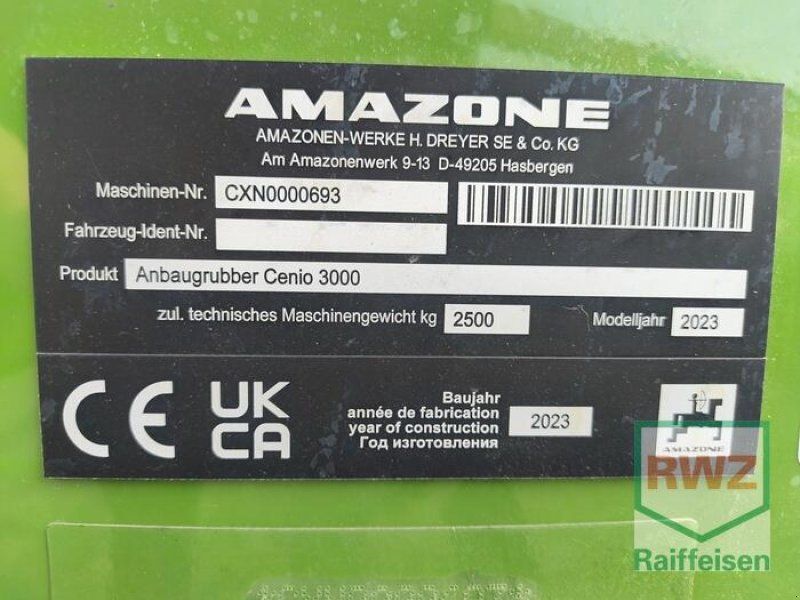 AMAZONE
AMAZONEN-WERKE H. DREYER SE & Co. KG
Am Amazonenwerk 9-13 D-49205 Hasbergen
Maschinen-Nr. CXN0000693
Fahrzeug-Ident-Nr.
Produkt Anbaugrubber Cenio 3000
zul. technisches Maschinengewicht kg 2500 Modelljahr 2023
CE UK CA
Baujahr
année de fabrication
year of construction
Год изготовления
2023
AMAZONE
RWZ
Raiffeisen